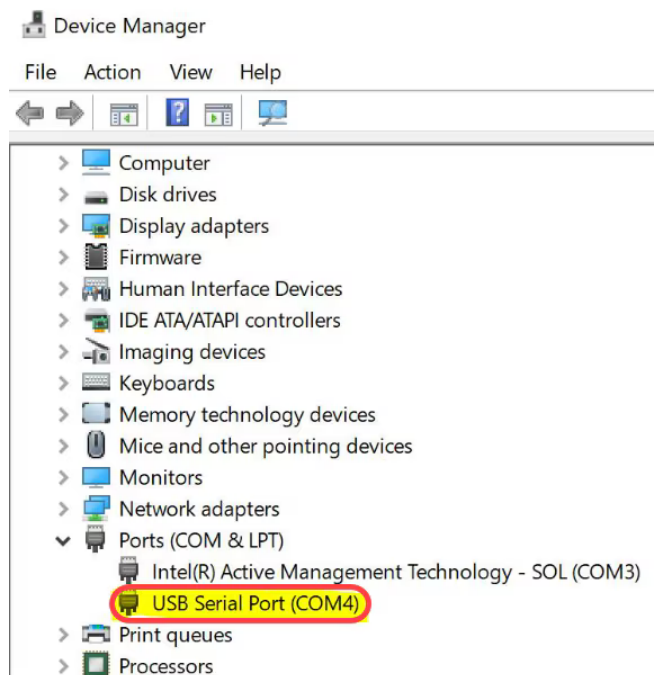 Device Manager
File Action View Help
Computer
Disk drives
Display adapters
Firmware
Human Interface Devices
IDE ATA/ATAPI controllers
Imaging devices
Keyboards
Memory technology devices
Mice and other pointing devices
Monitors
Network adapters
Ports (COM & LPT)
Intel(R) Active Management Technology - SOL (COM3)
USB Serial Port (COM4)
Print queues
Processors